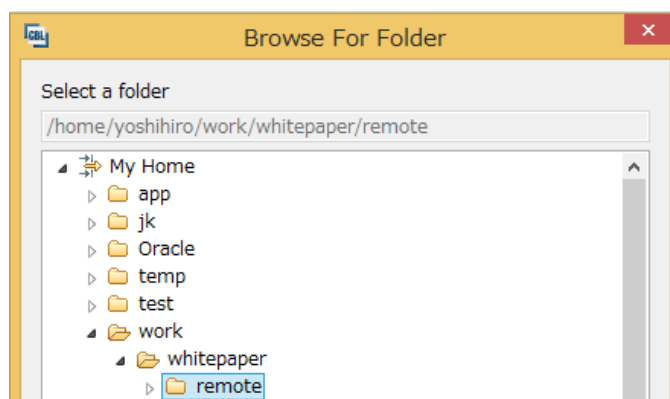 CBL
Browse For Folder
Select a folder
/home/yoshihiro/work/whitepaper/remote
My Home
app
jk
Oracle
temp
test
work
whitepaper
remote